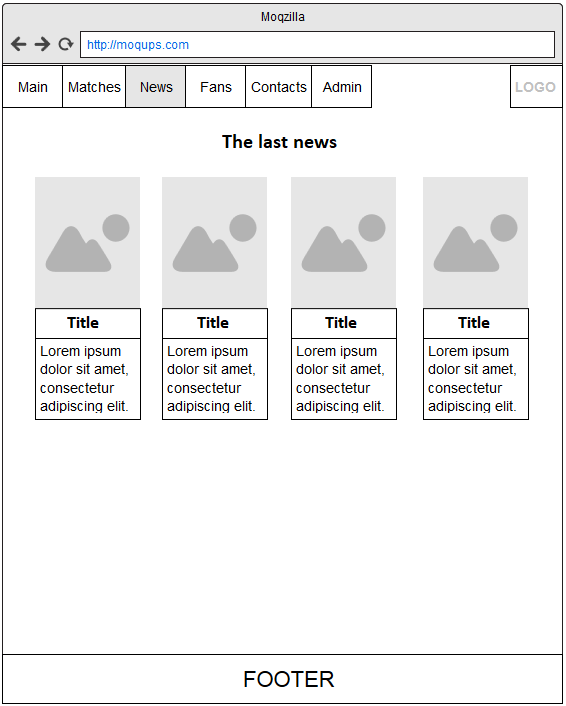 Moqzilla
http://moqups.com
Main Matches News Fans Contacts Admin LOGO
The last news
Title Title Title Title
Lorem ipsum
dolor sit amet,
consectetur
adipiscing elit.
Lorem ipsum
dolor sit amet,
consectetur
adipiscing elit.
Lorem ipsum
dolor sit amet,
consectetur
adipiscing elit.
Lorem ipsum
dolor sit amet,
consectetur
adipiscing elit.
FOOTER